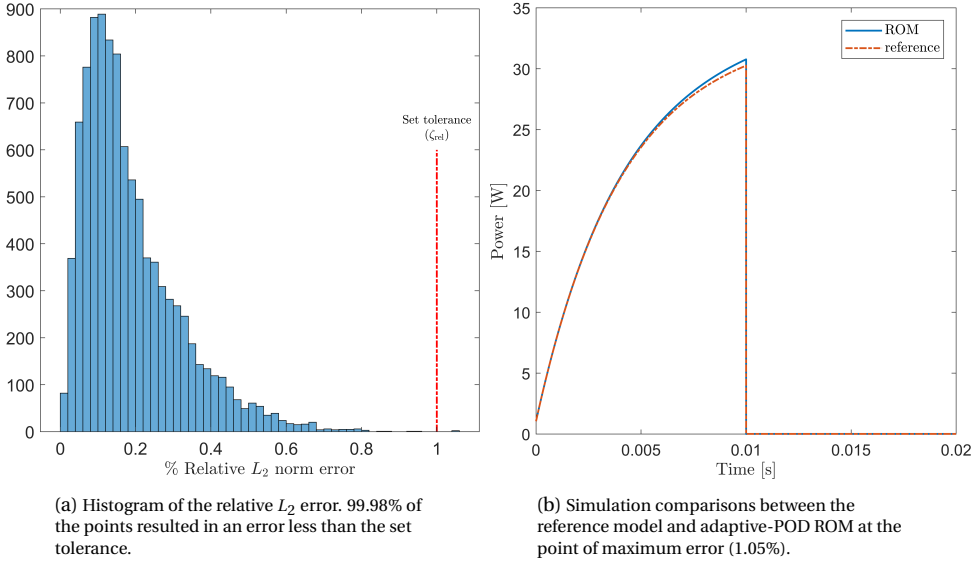 900
800
700
600
500
400
300
200
100
0
0
0.2
0.4
0.6
0.8
1
% Relative L2 norm error
Set tolerance
(ζrel)
(a) Histogram of the relative L2 error. 99.98% of
the points resulted in an error less than the set
tolerance.
35
30
25
20
15
10
5
0
Power [W]
0
0.005
0.01
0.015
0.02
Time [s]
ROM
reference
(b) Simulation comparisons between the
reference model and adaptive-POD ROM at the
point of maximum error (1.05%).